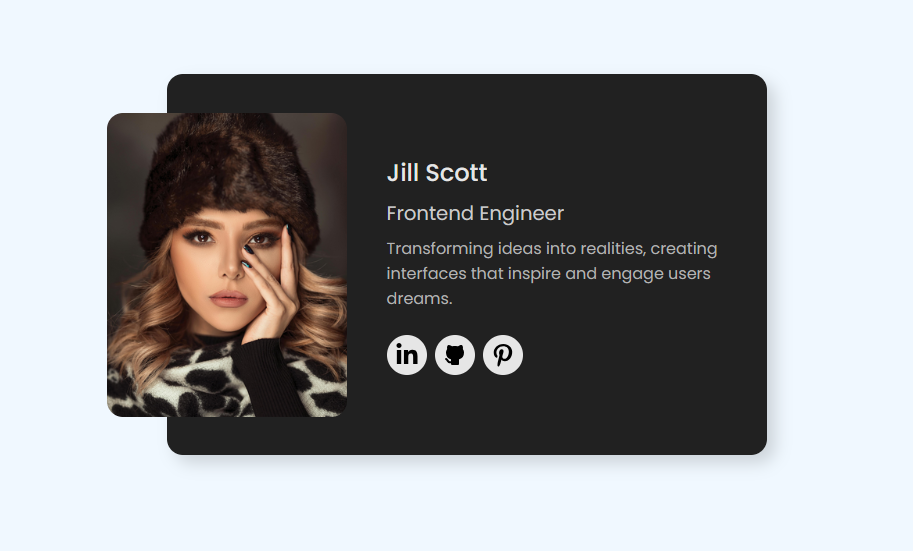 Jill Scott
Frontend Engineer
Transforming ideas into realities, creating
interfaces that inspire and engage users
dreams.
in